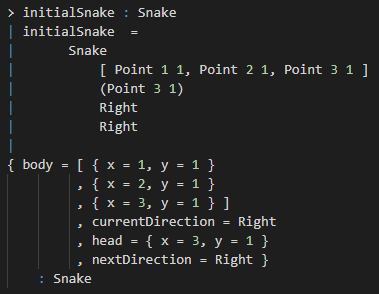 > initialSnake : Snake
| initialSnake  =
|       Snake
|           [ Point 1 1, Point 2 1, Point 3 1 ]
|           (Point 3 1)
|           Right
|           Right
|
{ body = [ { x = 1, y = 1 }
         , { x = 2, y = 1 }
         , { x = 3, y = 1 } ]
         , currentDirection = Right
         , head = { x = 3, y = 1 }
         , nextDirection = Right }
    : Snake